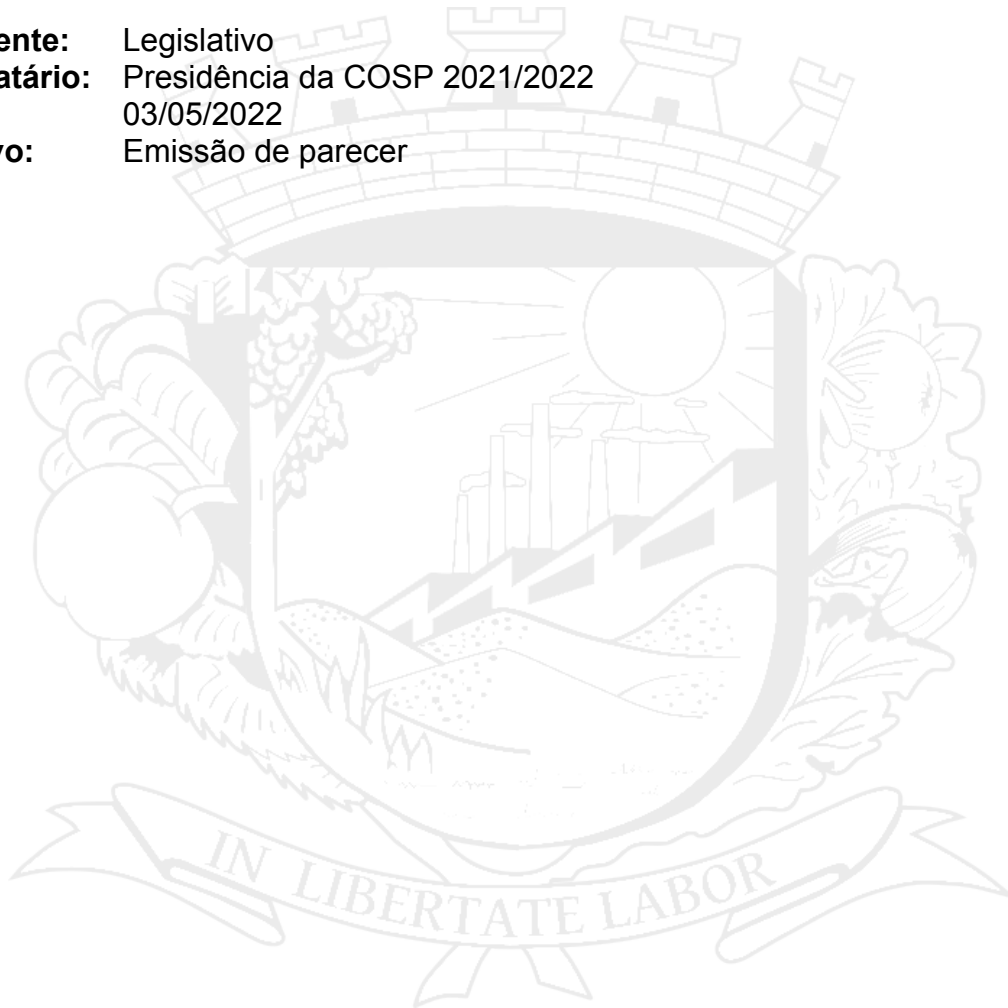 ente: Legislativo
atário: Presidência da COSP 2021/2022
03/05/2022
vo: Emissão de parecer
IN LIBERTATE LABOR